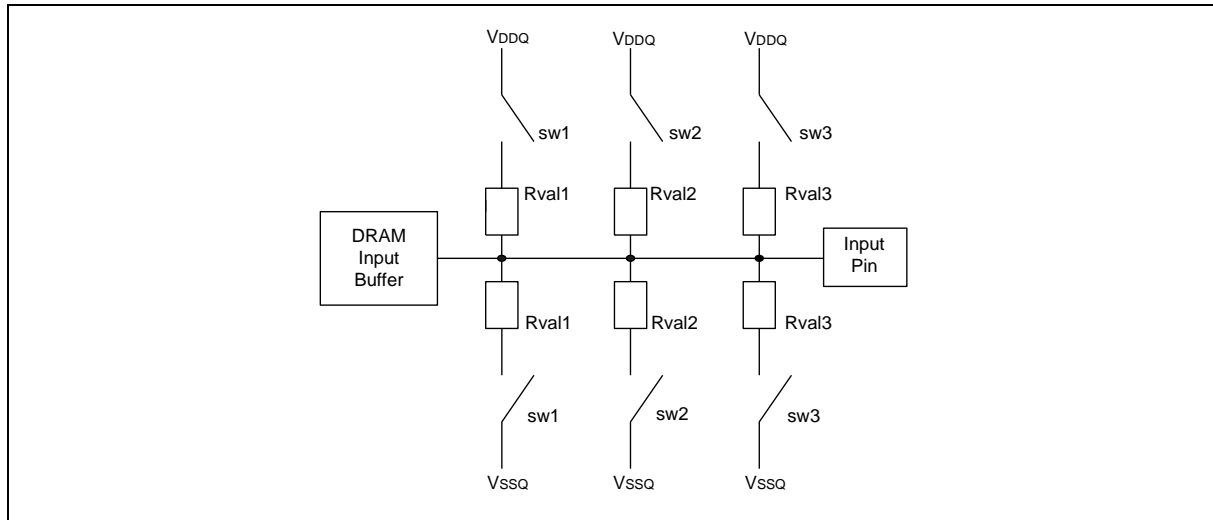 VDDQ VDDQ VDDQ
sw1 sw2 sw3
Rval1 Rval2 Rval3
DRAM
Input
Buffer
Input
Pin
Rval1 Rval2 Rval3
sw1 sw2 sw3
VSSQ VSSQ VSSQ